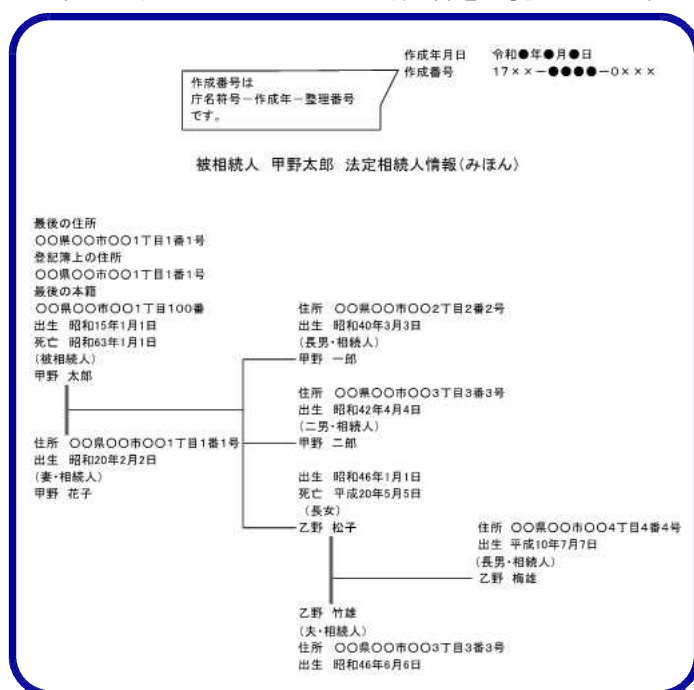 作成年月日 令和●年●月●日
作成番号 17××-●●●●-0×××
作成番号は
庁名符号-作成年-整理番号
です。
被相続人 甲野太郎 法定相続人情報(みほん)
最後の住所
〇〇県〇〇市〇〇1丁目1番1号
登記簿上の住所
〇〇県〇〇市〇〇1丁目1番1号
最後の本籍
〇〇県〇〇市〇〇1丁目100番
出生 昭和15年1月1日
死亡 昭和63年1月1日
(被相続人)
甲野 太郎
住所 〇〇県〇〇市〇〇1丁目1番1号
出生 昭和20年2月2日
(妻・相続人)
甲野 花子
住所 〇〇県〇〇市〇〇2丁目2番2号
出生 昭和40年3月3日
(長男・相続人)
甲野 一郎
住所 〇〇県〇〇市〇〇3丁目3番3号
出生 昭和42年4月4日
(二男・相続人)
甲野 二郎
出生 昭和46年1月1日
死亡 平成20年5月5日
(長女)
乙野 松子
住所 〇〇県〇〇市〇〇4丁目4番4号
出生 平成10年7月7日
(長男・相続人)
乙野 梅雄
乙野 竹雄
(夫・相続人)
住所 〇〇県〇〇市〇〇3丁目3番3号
出生 昭和46年6月6日